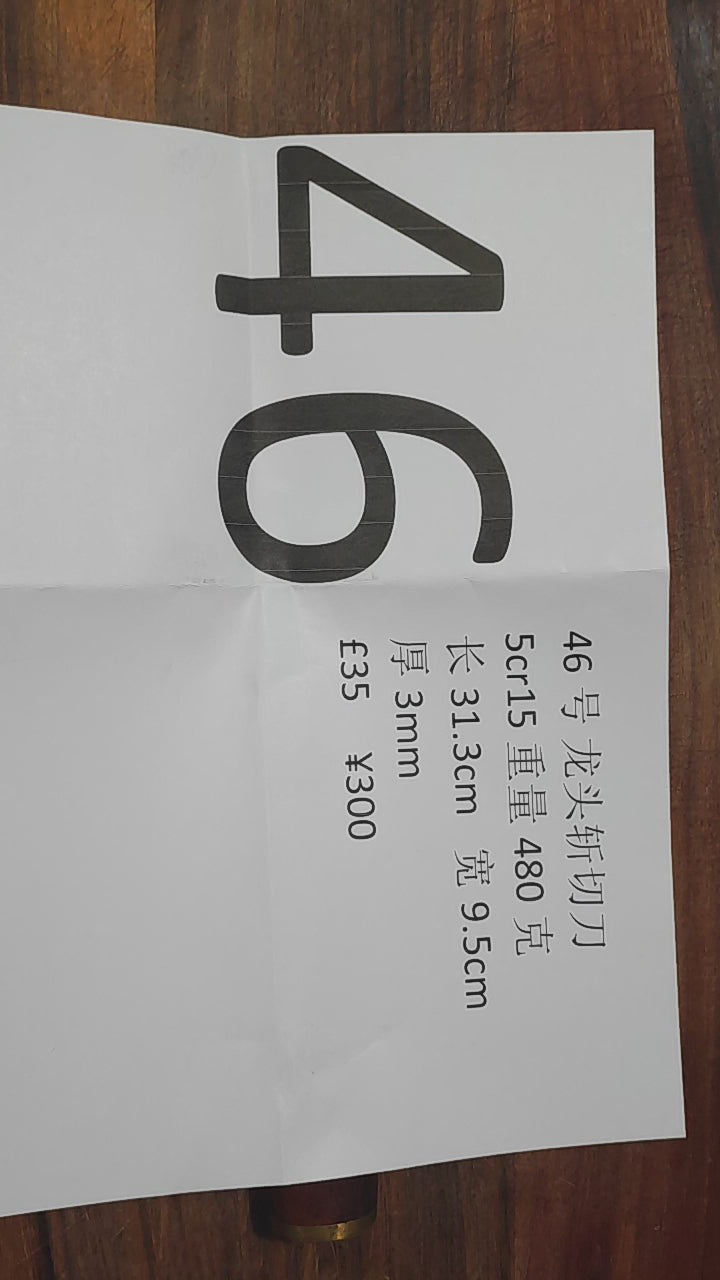 46
46 号 龙头斩切刀
5cr15 重量 480 克
长 31.3cm 宽 9.5cm
厚 3mm
£35 ¥300